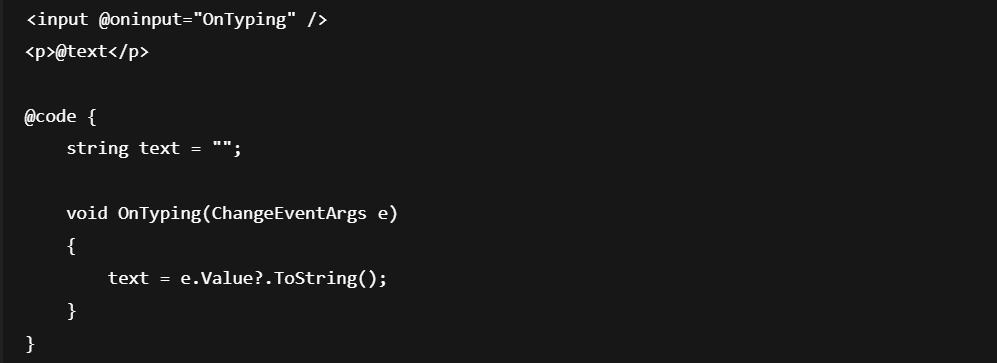 <input @oninput="OnTyping" />
<p>@text</p>
@code {
    string text = "";
    void OnTyping(ChangeEventArgs e)
    {
        text = e.Value?.ToString();
    }
}